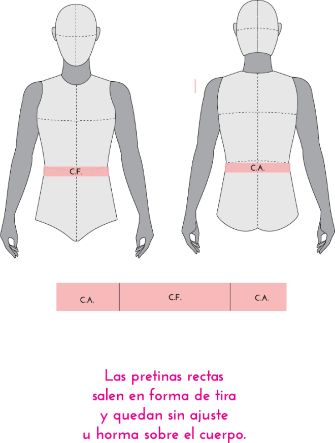 C.F.
C.A.
C.A.
C.F.
C.A.
Las pretinas rectas
salen en forma de tira
y quedan sin ajuste
u horma sobre el cuerpo.